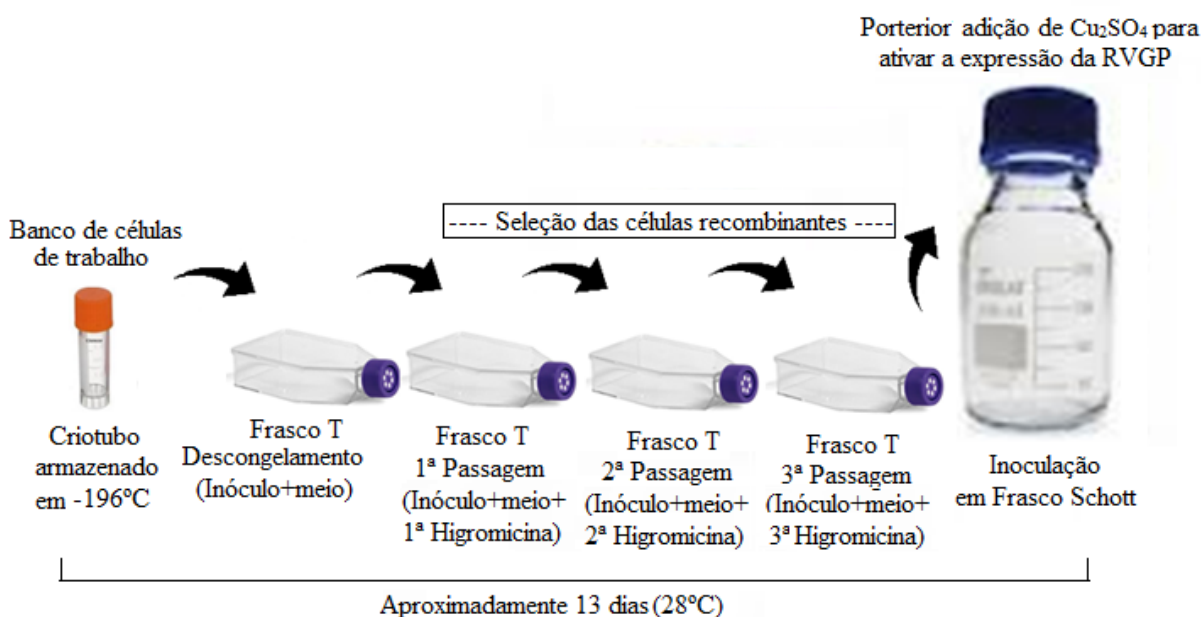 Porterior adição de Cu₂SO₄ para
ativar a expressão da RVGP
---- Seleção das células recombinantes ----
Banco de células
de trabalho
Criotubo
armazenado
em -196ºC
Frasco T
Descongelamento
(Inóculo+meio)
Frasco T
1ª Passagem
(Inóculo+meio+
1ª Higromicina)
Frasco T
2ª Passagem
(Inóculo+meio+
2ª Higromicina)
Frasco T
3ª Passagem
(Inóculo+meio+
3ª Higromicina)
Inoculação
em Frasco Schott
Aproximadamente 13 dias (28ºC)